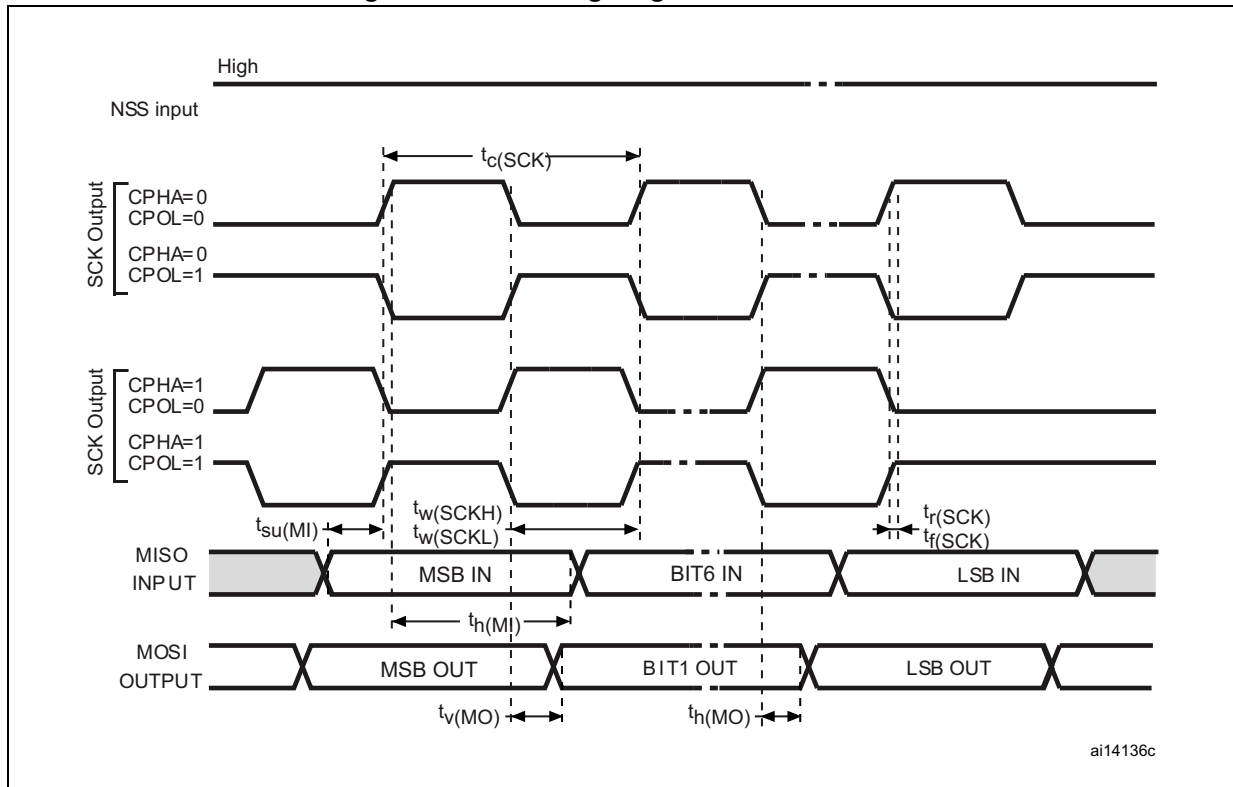 High
NSS input
tc(SCK)
SCK Output
CPHA=0
CPOL=0
CPHA=0
CPOL=1
SCK Output
CPHA=1
CPOL=0
CPHA=1
CPOL=1
tsu(MI)
tw(SCKH)
tw(SCKL)
tr(SCK)
tf(SCK)
MISO
INPUT
MSB IN
BIT6 IN
LSB IN
th(MI)
MOSI
OUTPUT
MSB OUT
BIT1 OUT
LSB OUT
tv(MO)
th(MO)
ai14136c